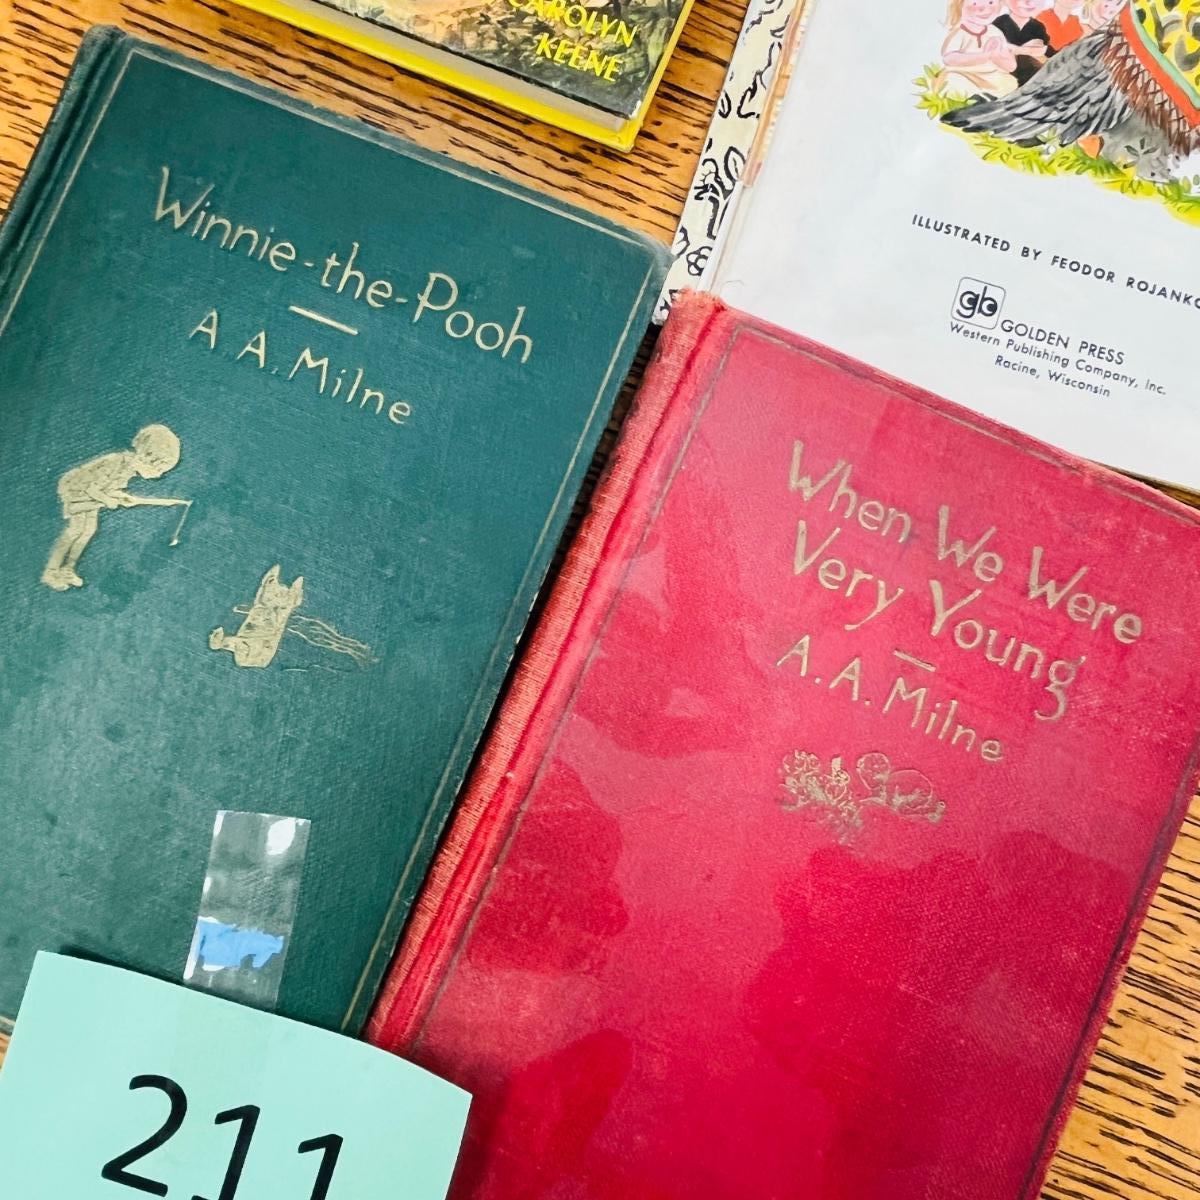 CAROLYN
KEENE
Winnie-the-Pooh
A. A. Milne
ILLUSTRATED BY FEODOR
gb
GOLDEN PRESS
Western Publishing Company, Inc.
Racine, Wisconsin
When We Were
Very Young
A. A. Milne
211